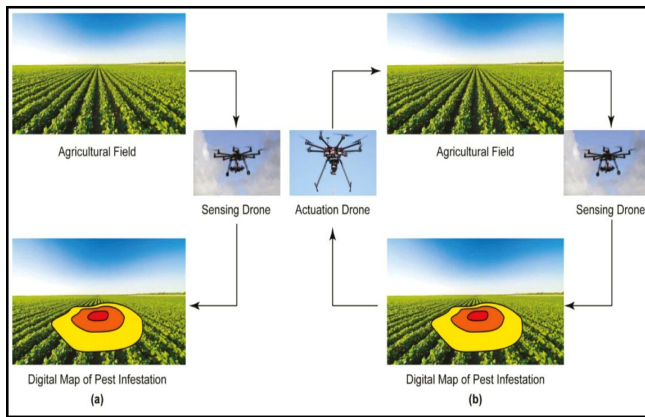 Agricultural Field
Sensing Drone
Digital Map of Pest Infestation
(a)
Agricultural Field
Sensing Drone
Actuation Drone
Digital Map of Pest Infestation
(b)